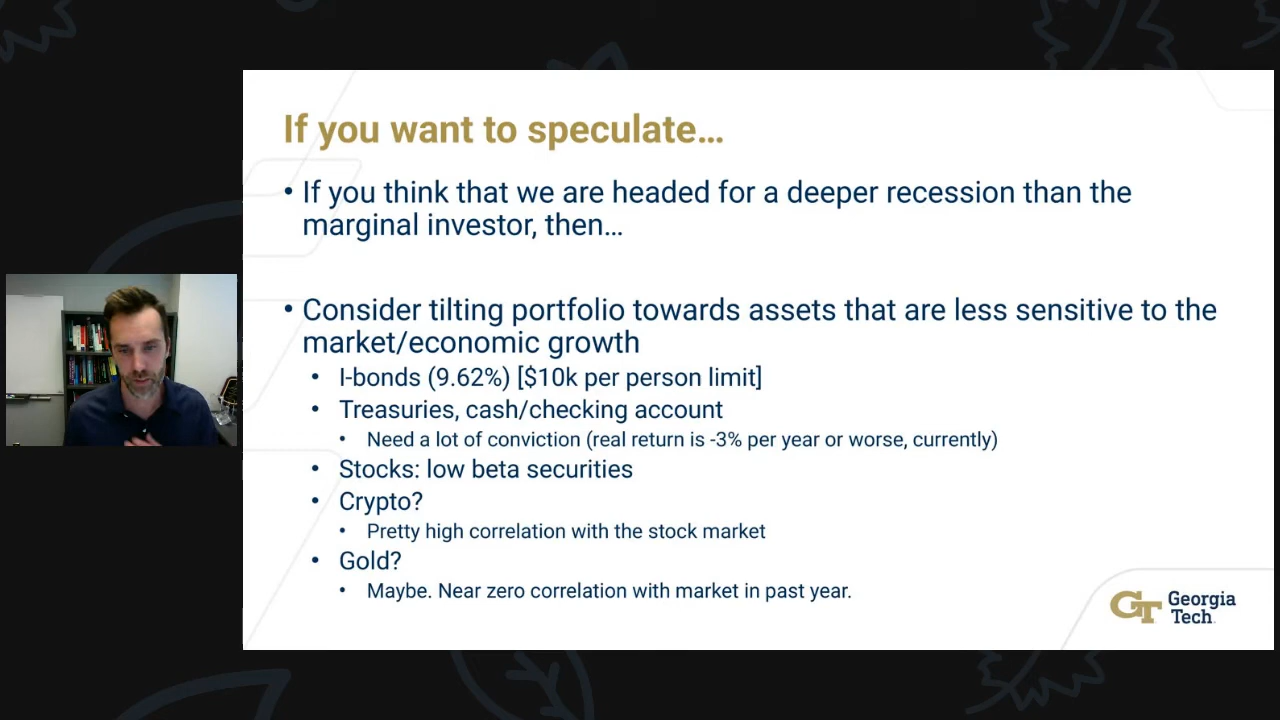 If you want to speculate...
• If you think that we are headed for a deeper recession than the
marginal investor, then...
• Consider tilting portfolio towards assets that are less sensitive to the
market/economic growth
• I-bonds (9.62%) [$10k per person limit]
• Treasuries, cash/checking account
• Need a lot of conviction (real return is -3% per year or worse, currently)
• Stocks: low beta securities
• Crypto?
• Pretty high correlation with the stock market
• Gold?
• Maybe. Near zero correlation with market in past year.
GT Georgia
Tech